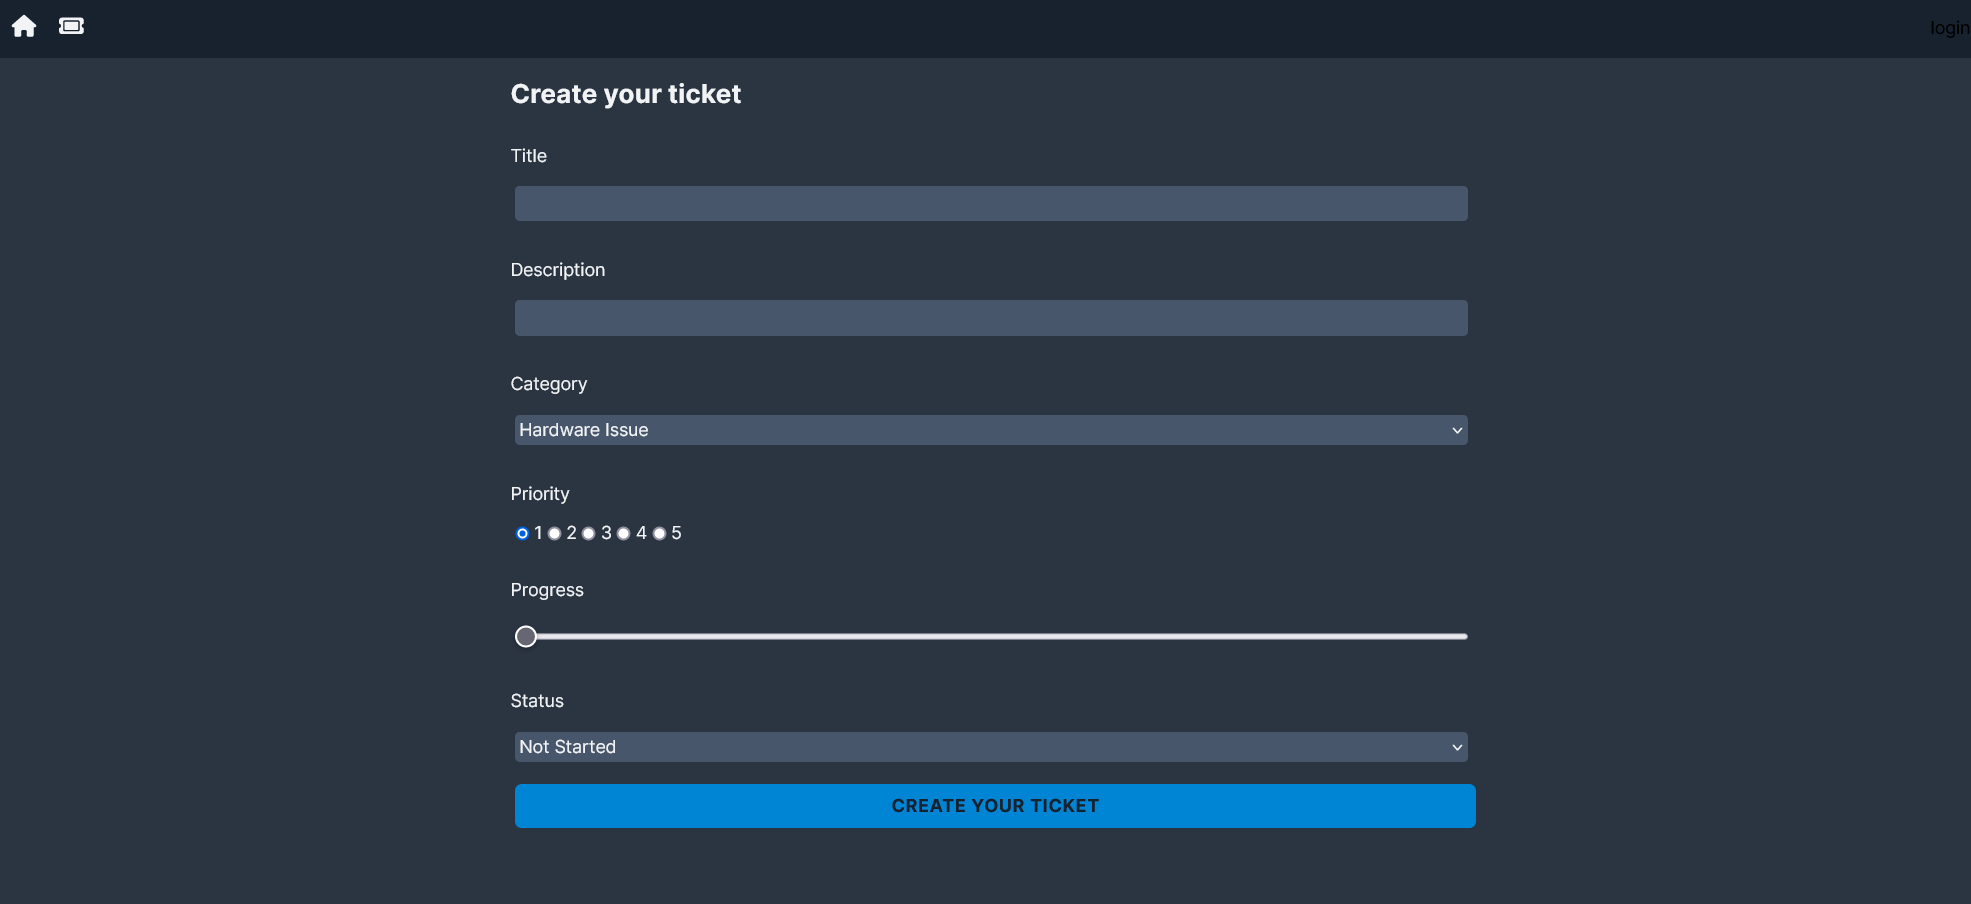 login
Create your ticket
Title
Description
Category
Hardware Issue
Priority
1 2 3 4 5
Progress
Status
Not Started
CREATE YOUR TICKET